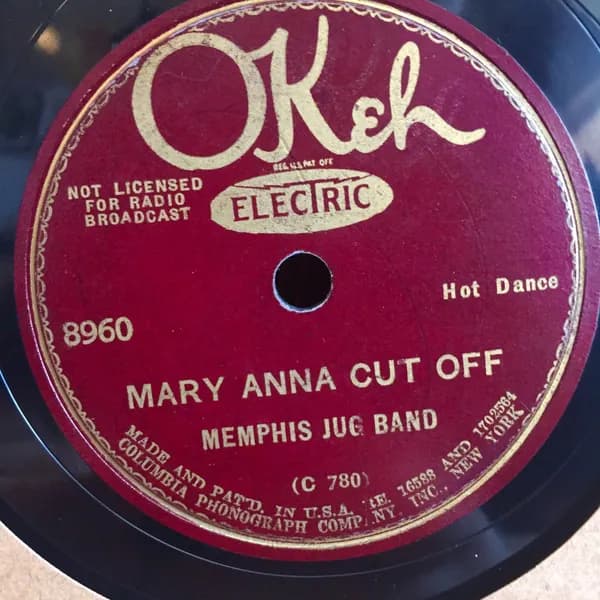 OKeh
REG. U.S. PAT. OFF.
ELECTRIC
NOT LICENSED
FOR RADIO
BROADCAST
Hot Dance
8960
MARY ANNA CUT OFF
MEMPHIS JUG BAND
(C 780)
MADE AND PAT'D. IN U.S.A. RE. 16588 AND 1702564
COLUMBIA PHONOGRAPH COMPANY, INC., NEW YORK